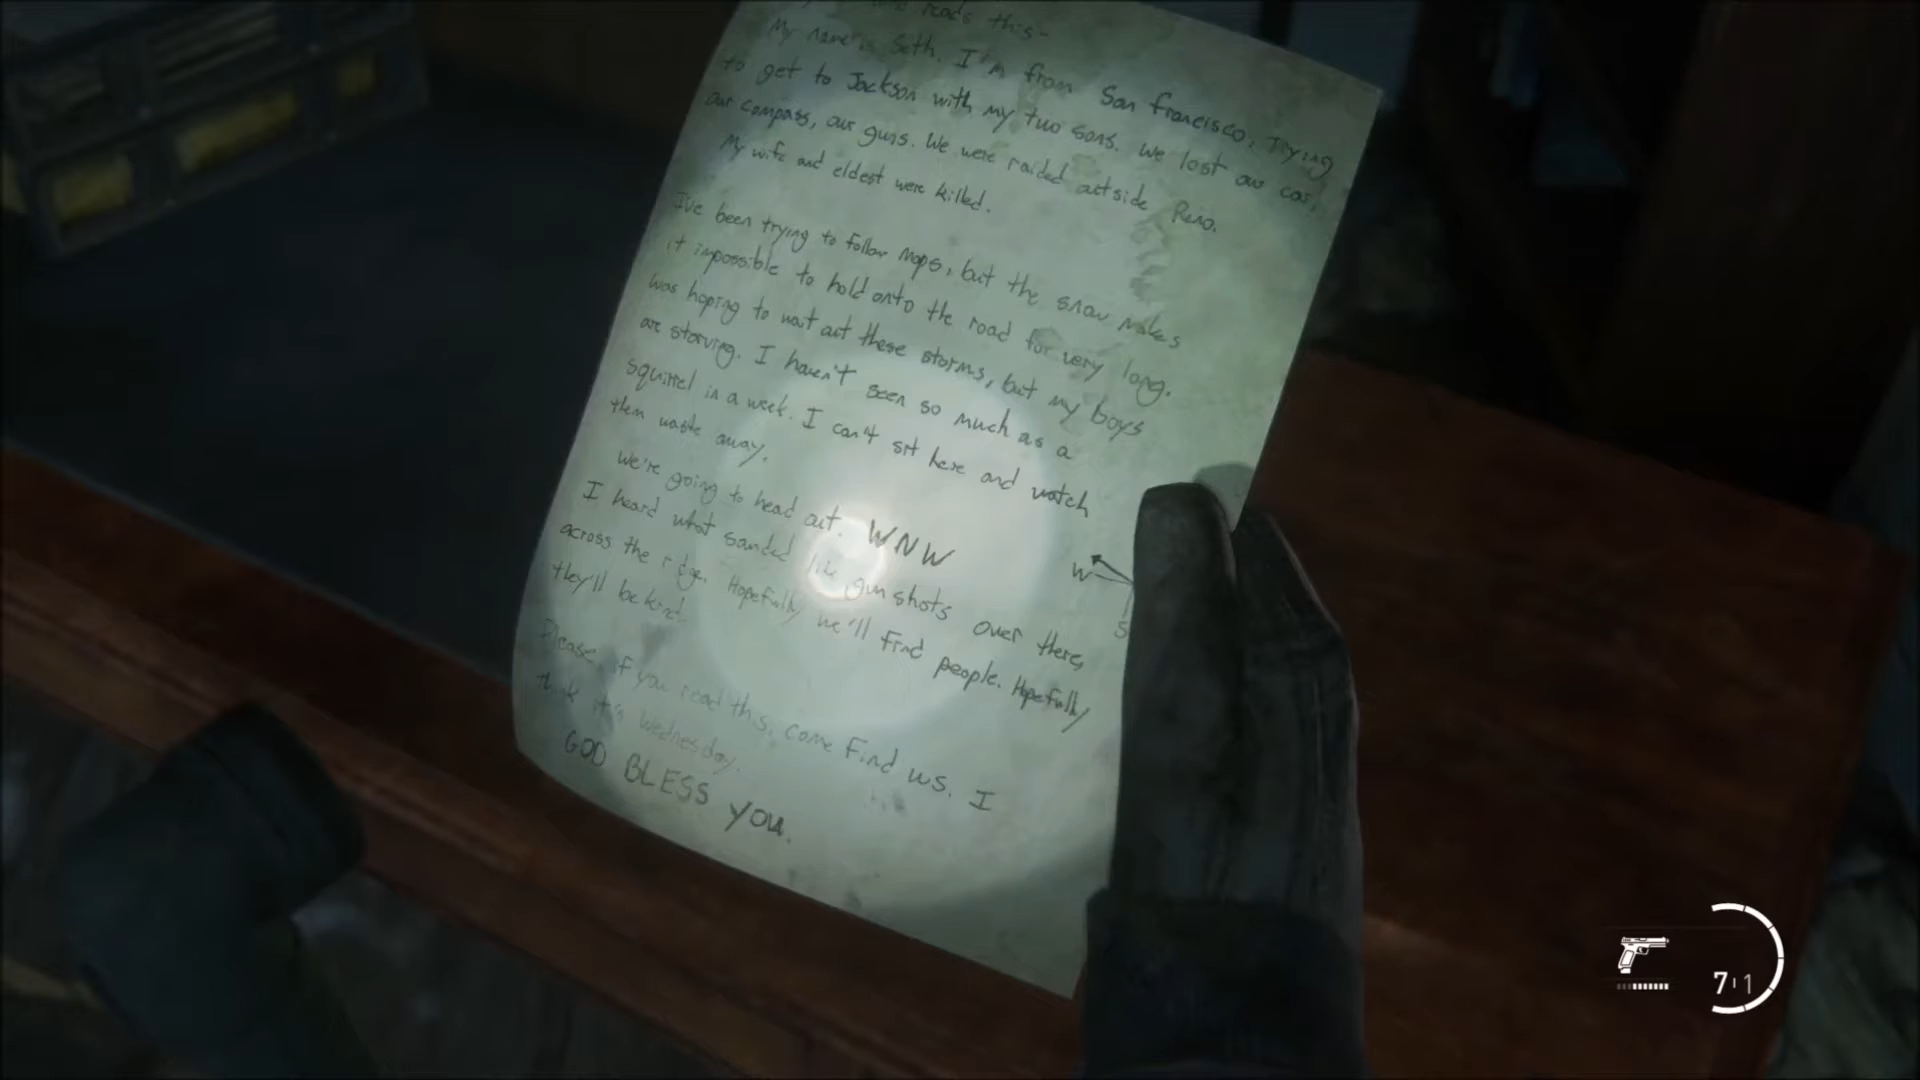 reads this-
My name is Seth. I'm from San Francisco. Trying
to get to Jackson with my two sons. We lost our car,
our compass, our guns. We were raided outside Reno.
My wife and eldest were killed.
I've been trying to follow maps, but the snow makes
it impossible to hold onto the road for very long.
was hoping to wait out these storms, but my boys
are starving. I haven't seen so much as a
squirrel in a week. I can't sit here and watch
them waste away.
We're going to head out. WNW
I heard what sounded like gun shots over there,
across the ridge. Hopefully we'll find people. Hopefully
they'll be kind.
W
S
Please, if you read this, come find us. I
think it's Wednesday.
GOD BLESS YOU.
7 1